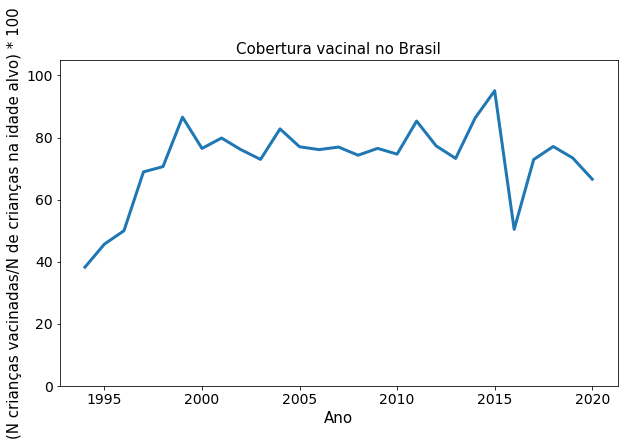 Cobertura vacinal no Brasil
(N crianças vacinadas/N de crianças na idade alvo) * 100
100
80
60
40
20
0
1995 2000 2005 2010 2015 2020
Ano